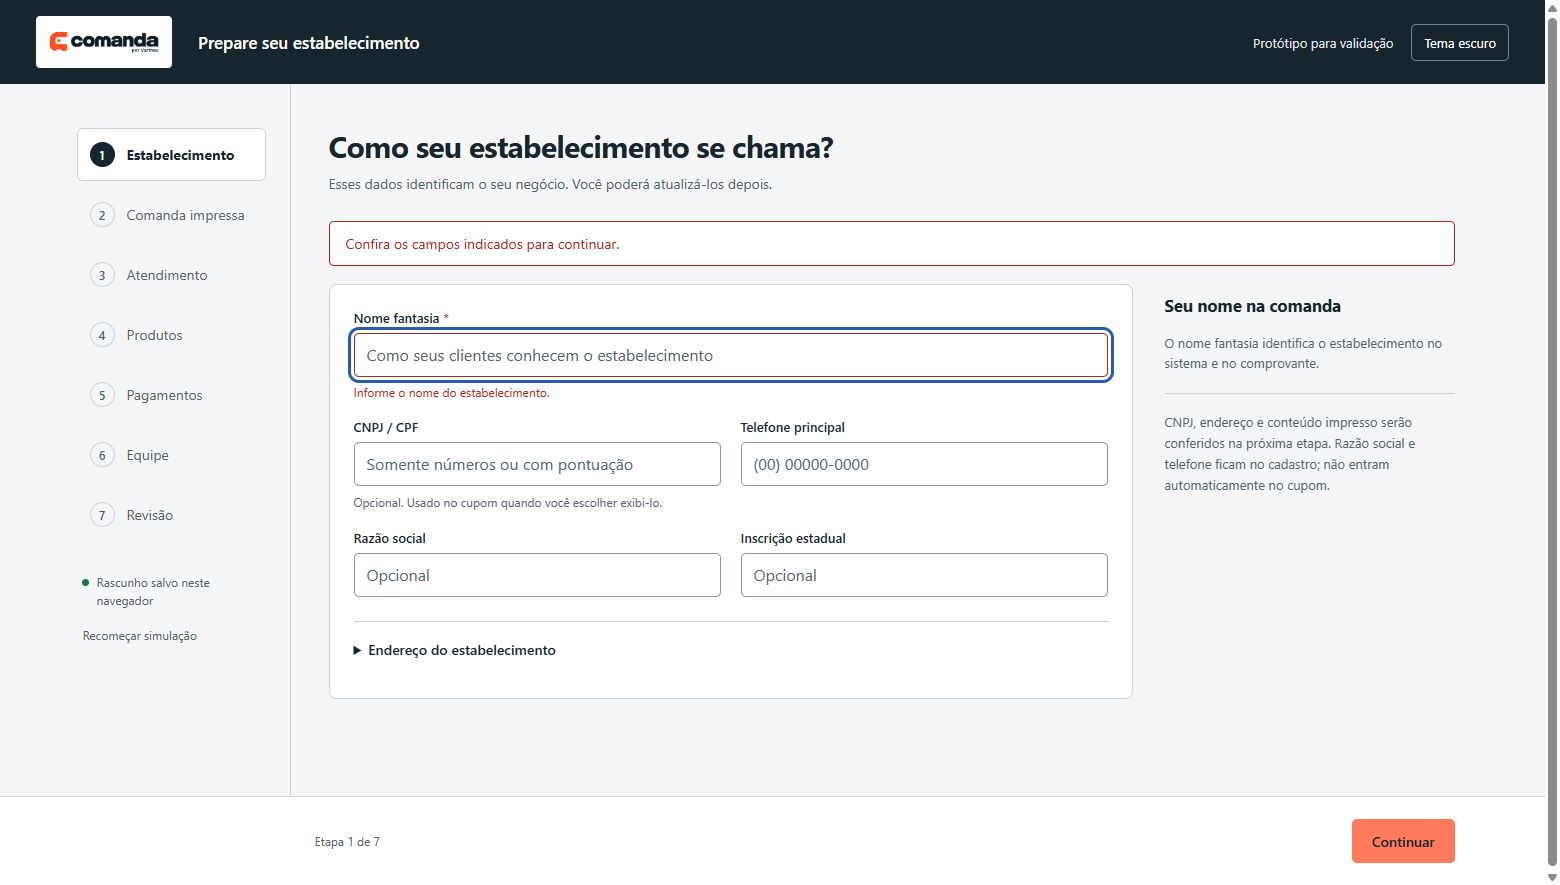 comanda
por Varthex
Prepare seu estabelecimento
Protótipo para validação
Tema escuro
1 Estabelecimento
2 Comanda impressa
3 Atendimento
4 Produtos
5 Pagamentos
6 Equipe
7 Revisão
Rascunho salvo neste
navegador
Recomeçar simulação
Como seu estabelecimento se chama?
Esses dados identificam o seu negócio. Você poderá atualizá-los depois.
Confira os campos indicados para continuar.
Nome fantasia *
Como seus clientes conhecem o estabelecimento
Informe o nome do estabelecimento.
CNPJ / CPF
Somente números ou com pontuação
Opcional. Usado no cupom quando você escolher exibi-lo.
Telefone principal
(00) 00000-0000
Razão social
Opcional
Inscrição estadual
Opcional
Endereço do estabelecimento
Seu nome na comanda
O nome fantasia identifica o estabelecimento no
sistema e no comprovante.
CNPJ, endereço e conteúdo impresso serão
conferidos na próxima etapa. Razão social e
telefone ficam no cadastro; não entram
automaticamente no cupom.
Etapa 1 de 7
Continuar